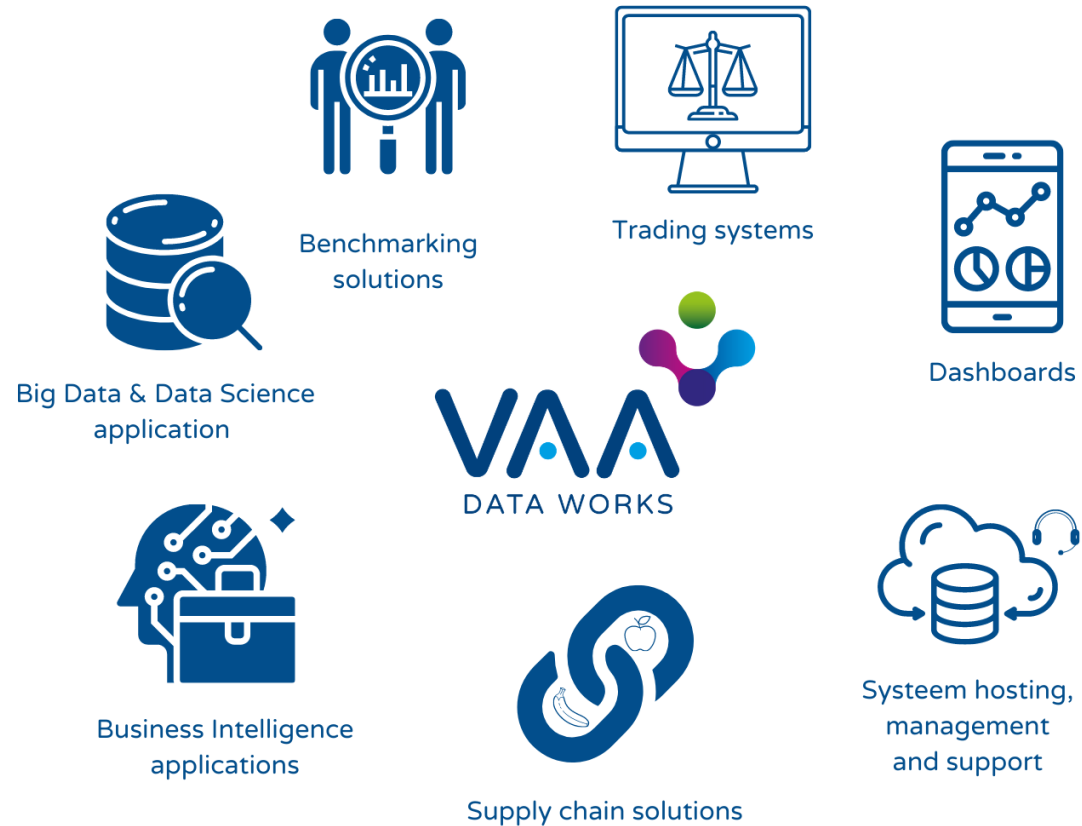 Benchmarking
solutions
Trading systems
Dashboards
Big Data & Data Science
application
VAA
DATA WORKS
Business Intelligence
applications
Systeem hosting,
management
and support
Supply chain solutions